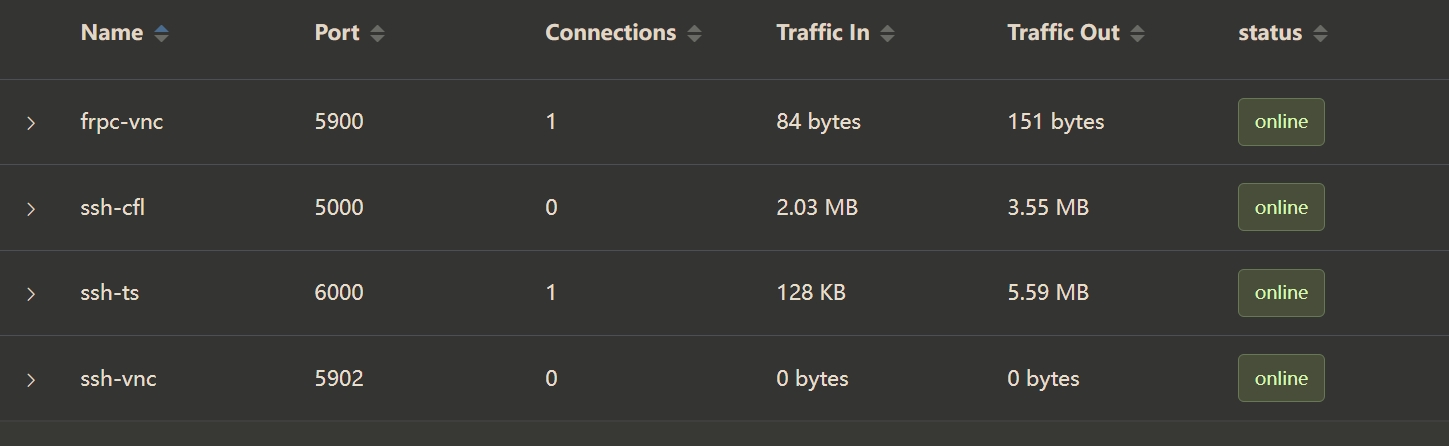 Name Port Connections Traffic In Traffic Out status
frpc-vnc 5900 1 84 bytes 151 bytes online
ssh-cfl 5000 0 2.03 MB 3.55 MB online
ssh-ts 6000 1 128 KB 5.59 MB online
ssh-vnc 5902 0 0 bytes 0 bytes online